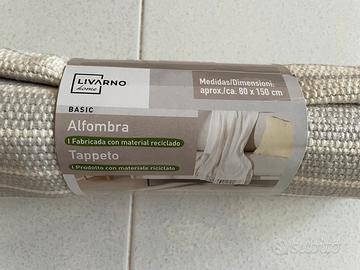 LIVARNO
home
Medidas/Dimensioni:
aprox./ca. 80 x 150 cm
BASIC
Alfombra
| Fabricada con material reciclado
Tappeto
| Prodotto con materiale riciclato
subito